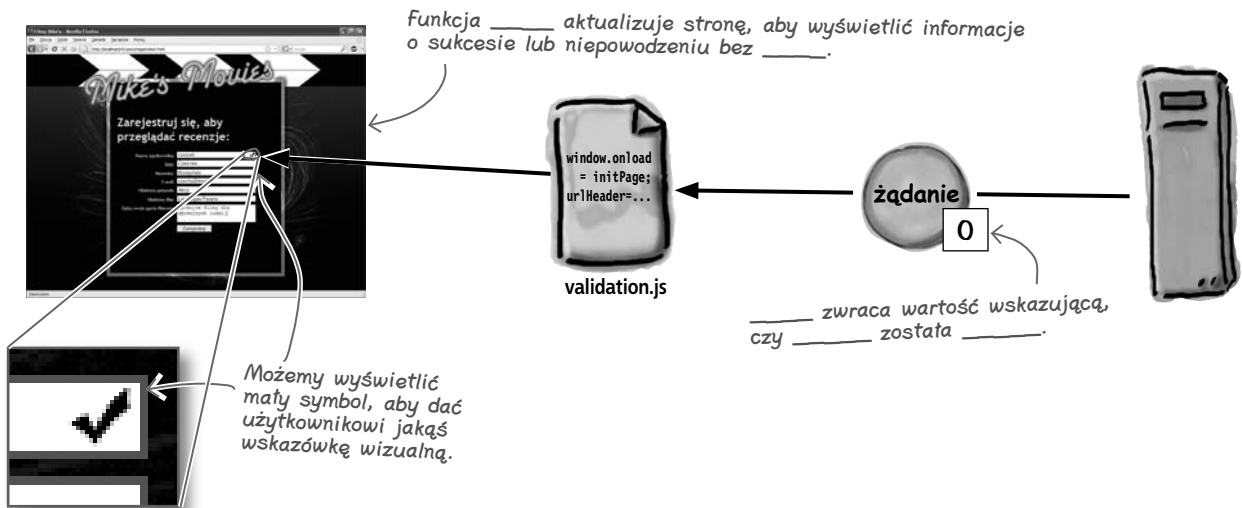 Funkcja _____ aktualizuje stronę, aby wyświetlić informacje
o sukcesie lub niepowodzeniu bez _____.
Mike's Movies
Zarejestruj się, aby
przeglądać recenzje:
window.onload
= initPage;
urlHeader=...
validation.js
żądanie
0
_____ zwraca wartość wskazującą,
czy ______ została ______.
Możemy wyświetlić
mały symbol, aby dać
użytkownikowi jakąś
wskazówkę wizualną.